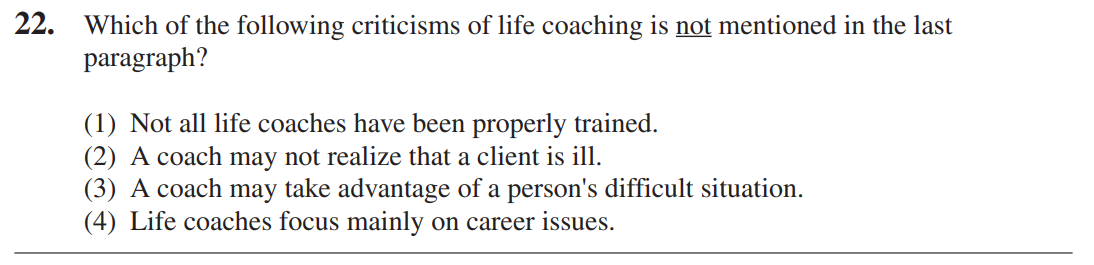 22. Which of the following criticisms of life coaching is not mentioned in the last
paragraph?
(1) Not all life coaches have been properly trained.
(2) A coach may not realize that a client is ill.
(3) A coach may take advantage of a person's difficult situation.
(4) Life coaches focus mainly on career issues.